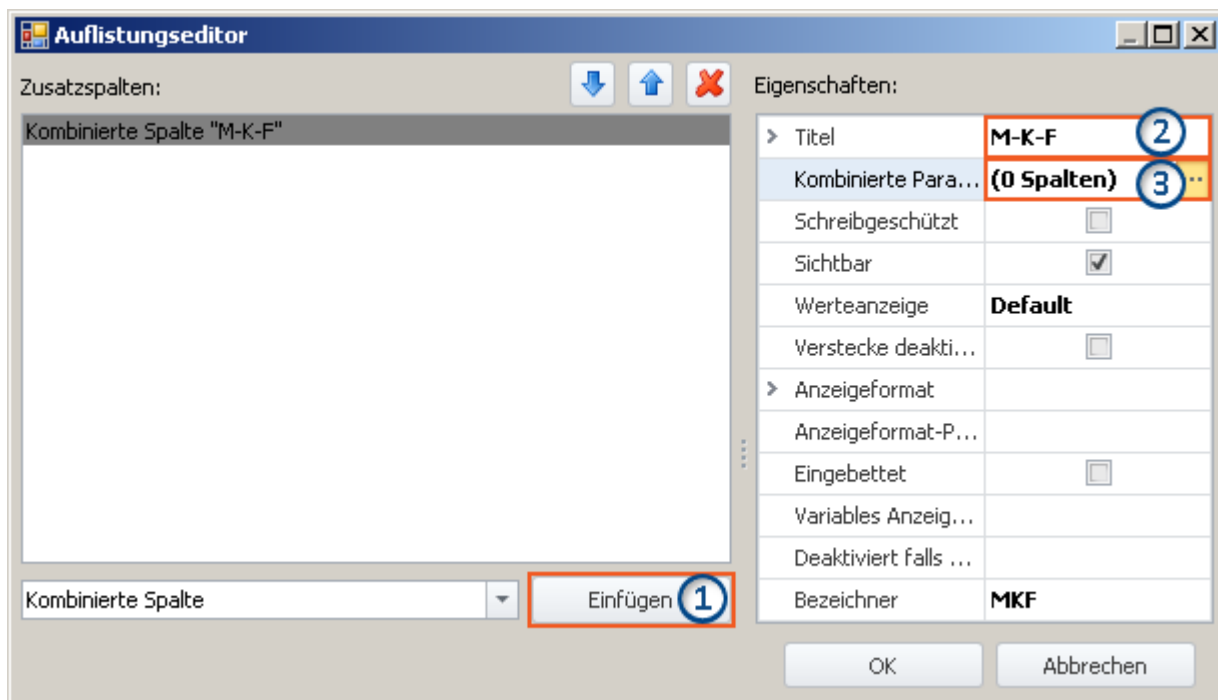 Auflistungseditor
Zusatzspalten:
Kombinierte Spalte "M-K-F"
Kombinierte Spalte
Einfügen 1
Eigenschaften:
Titel M-K-F 2
Kombinierte Para... (0 Spalten) 3 ...
Schreibgeschützt
Sichtbar
Werteanzeige Default
Verstecke deakti...
Anzeigeformat
Anzeigeformat-P...
Eingebettet
Variables Anzeig...
Deaktiviert falls ...
Bezeichner MKF
OK Abbrechen